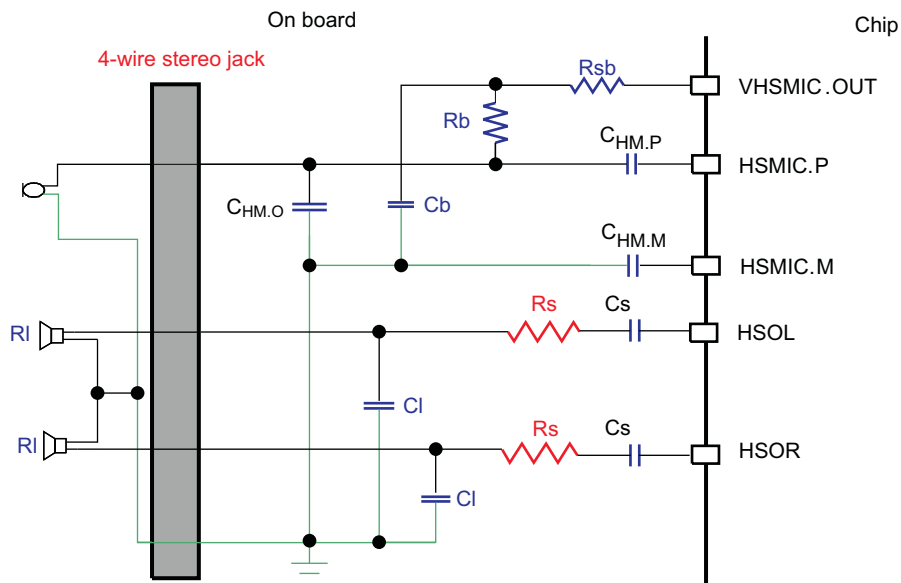 On board
Chip
4-wire stereo jack
Rsb
VHSMIC.OUT
Rb
CHM.P
HSMIC.P
CHM.O
Cb
CHM.M
HSMIC.M
Rl
Rs
Cs
HSOL
Cl
Rl
Rs
Cs
HSOR
Cl